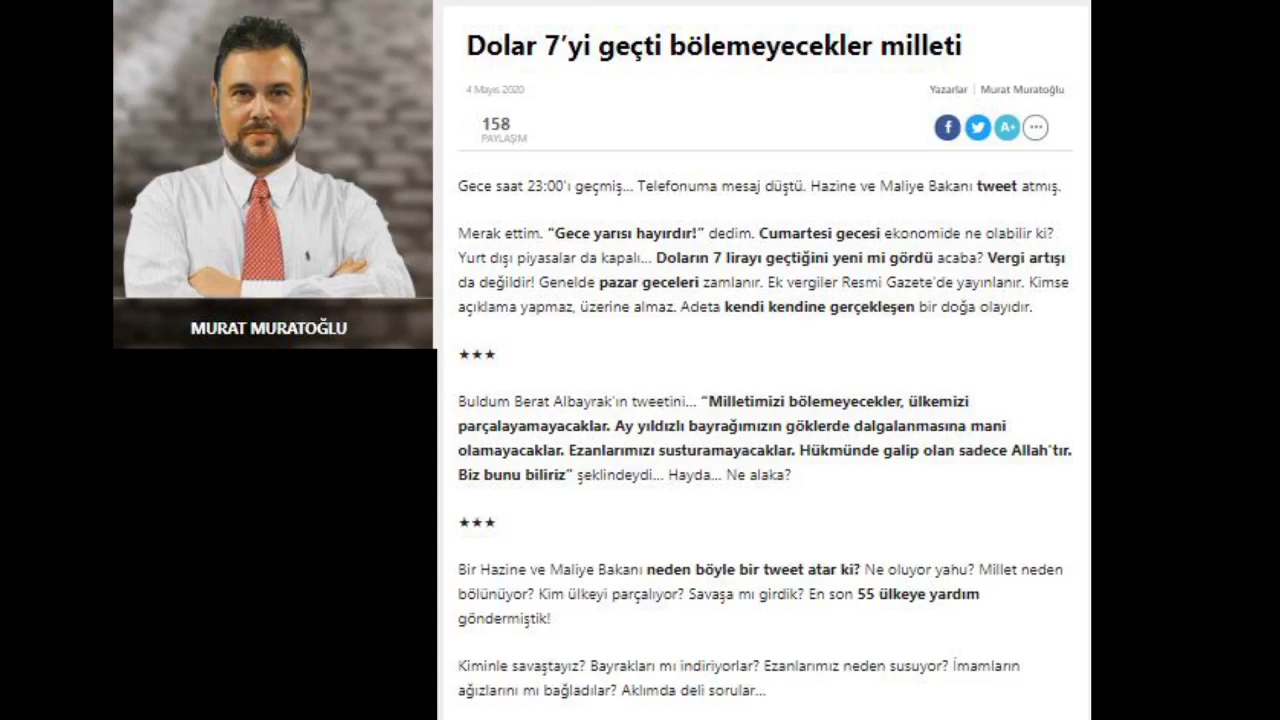 MURAT MURATOĞLU
Dolar 7’yi geçti bölemeyecekler milleti
4 Mayıs 2020
Yazarlar | Murat Muratoğlu
158
PAYLAŞIM
f
A+
Gece saat 23:00'ı geçmiş… Telefonuma mesaj düştü. Hazine ve Maliye Bakanı tweet atmış.
Merak ettim. “Gece yarısı hayırdır!” dedim. Cumartesi gecesi ekonomide ne olabilir ki?
Yurt dışı piyasalar da kapalı… Doların 7 lirayı geçtiğini yeni mi gördü acaba? Vergi artışı
da değildir! Genelde pazar geceleri zamlanır. Ek vergiler Resmi Gazete’de yayınlanır. Kimse
açıklama yapmaz, üzerine almaz. Adeta kendi kendine gerçekleşen bir doğa olayıdır.
★★★
Buldum Berat Albayrak’ın tweetini… “Milletimizi bölemeyecekler, ülkemizi
parçalayamayacaklar. Ay yıldızlı bayrağımızın göklerde dalgalanmasına mani
olamayacaklar. Ezanlarımızı susturamayacaklar. Hükmünde galip olan sadece Allah’tır.
Biz bunu biliriz” şeklindeydi… Hayda… Ne alaka?
★★★
Bir Hazine ve Maliye Bakanı neden böyle bir tweet atar ki? Ne oluyor yahu? Millet neden
bölünüyor? Kim ülkeyi parçalıyor? Savaşa mı girdik? En son 55 ülkeye yardım
göndermiştik!
Kiminle savaştayız? Bayrakları mı indiriyorlar? Ezanlarımız neden susuyor? İmamların
ağızlarını mı bağladılar? Aklımda deli sorular…